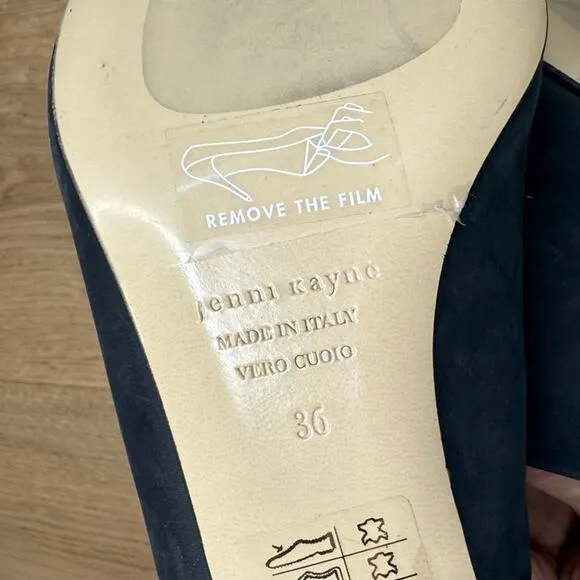 REMOVE THE FILM
jenni kayne
MADE IN ITALY
VERO CUOIO
36